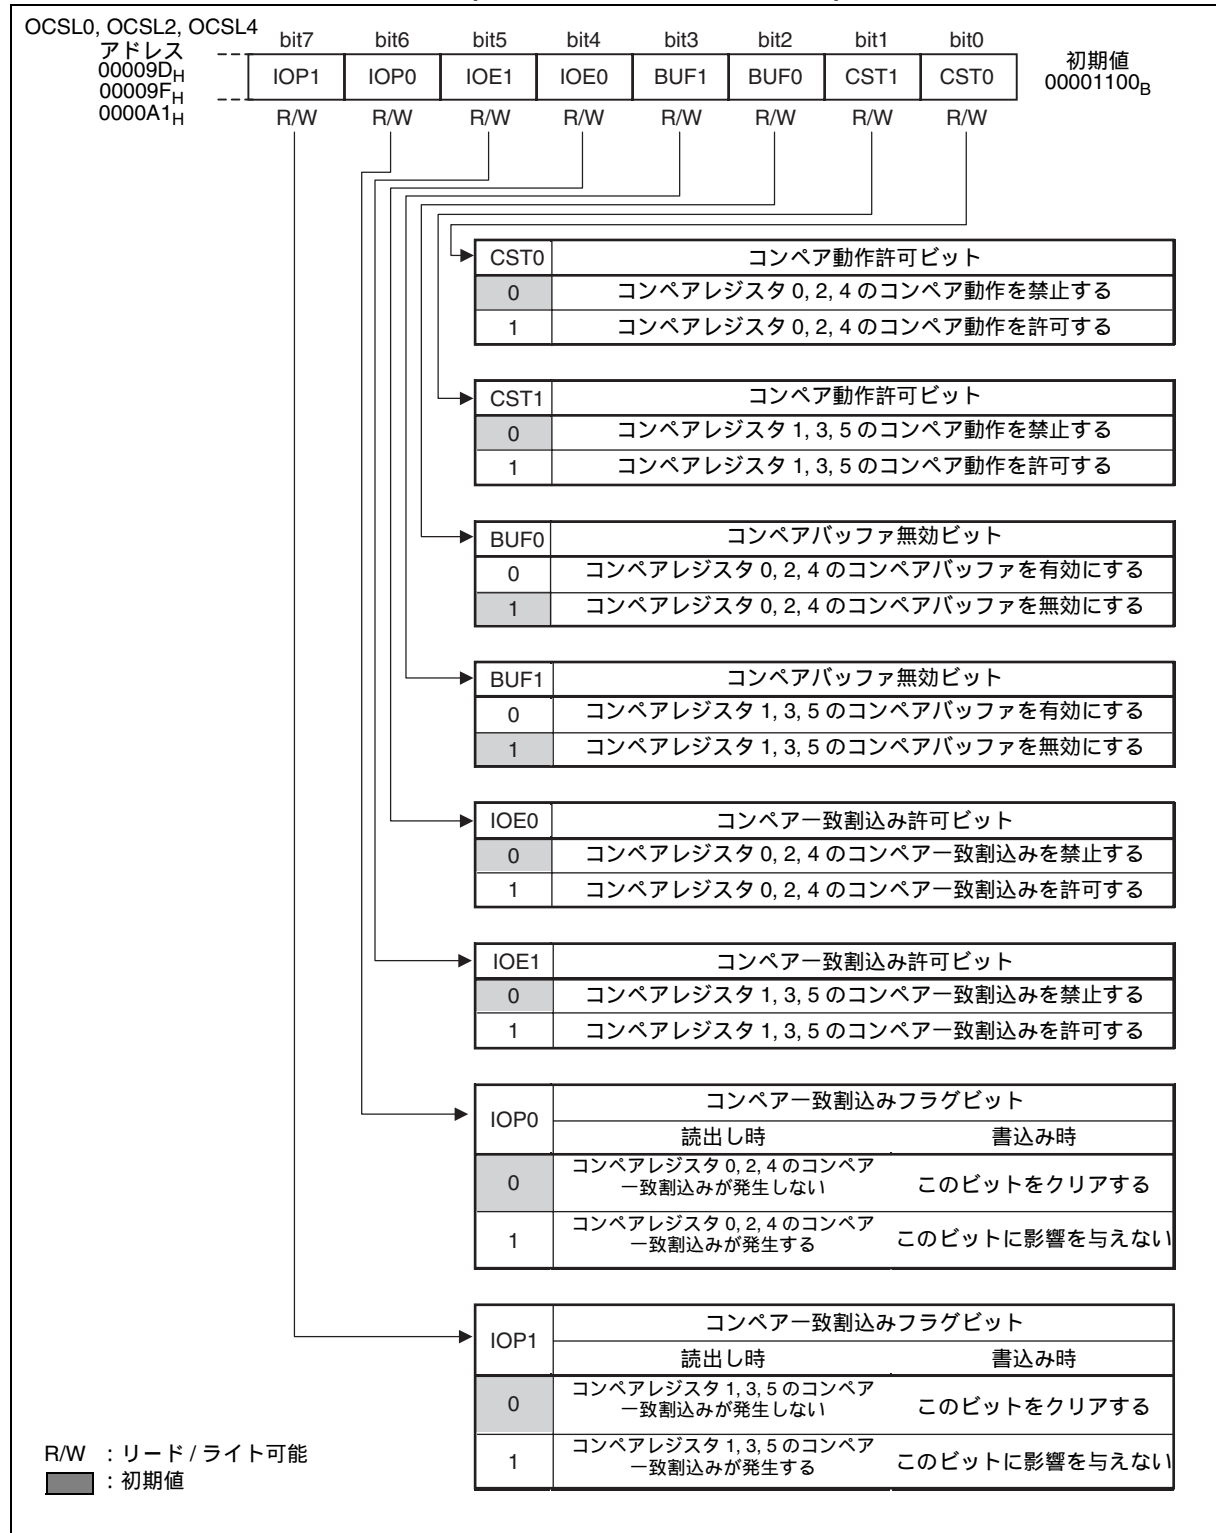 OCSL0, OCSL2, OCSL4
アドレス
00009DH
00009FH
0000A1H
bit7 bit6 bit5 bit4 bit3 bit2 bit1 bit0
IOP1 IOP0 IOE1 IOE0 BUF1 BUF0 CST1 CST0
R/W R/W R/W R/W R/W R/W R/W R/W
初期値
00001100B
CST0 コンペア動作許可ビット
0 コンペアレジスタ 0, 2, 4 のコンペア動作を禁止する
1 コンペアレジスタ 0, 2, 4 のコンペア動作を許可する
CST1 コンペア動作許可ビット
0 コンペアレジスタ 1, 3, 5 のコンペア動作を禁止する
1 コンペアレジスタ 1, 3, 5 のコンペア動作を許可する
BUF0 コンペアバッファ無効ビット
0 コンペアレジスタ 0, 2, 4 のコンペアバッファを有効にする
1 コンペアレジスタ 0, 2, 4 のコンペアバッファを無効にする
BUF1 コンペアバッファ無効ビット
0 コンペアレジスタ 1, 3, 5 のコンペアバッファを有効にする
1 コンペアレジスタ 1, 3, 5 のコンペアバッファを無効にする
IOE0 コンペア一致割込み許可ビット
0 コンペアレジスタ 0, 2, 4 のコンペア一致割込みを禁止する
1 コンペアレジスタ 0, 2, 4 のコンペア一致割込みを許可する
IOE1 コンペア一致割込み許可ビット
0 コンペアレジスタ 1, 3, 5 のコンペア一致割込みを禁止する
1 コンペアレジスタ 1, 3, 5 のコンペア一致割込みを許可する
IOP0 コンペア一致割込みフラグビット
読出し時 書込み時
0 コンペアレジスタ 0, 2, 4 のコンペア
一致割込みが発生しない このビットをクリアする
1 コンペアレジスタ 0, 2, 4 のコンペア
一致割込みが発生する このビットに影響を与えない
IOP1 コンペア一致割込みフラグビット
読出し時 書込み時
0 コンペアレジスタ 1, 3, 5 のコンペア
一致割込みが発生しない このビットをクリアする
1 コンペアレジスタ 1, 3, 5 のコンペア
一致割込みが発生する このビットに影響を与えない
R/W : リード / ライト可能
: 初期値